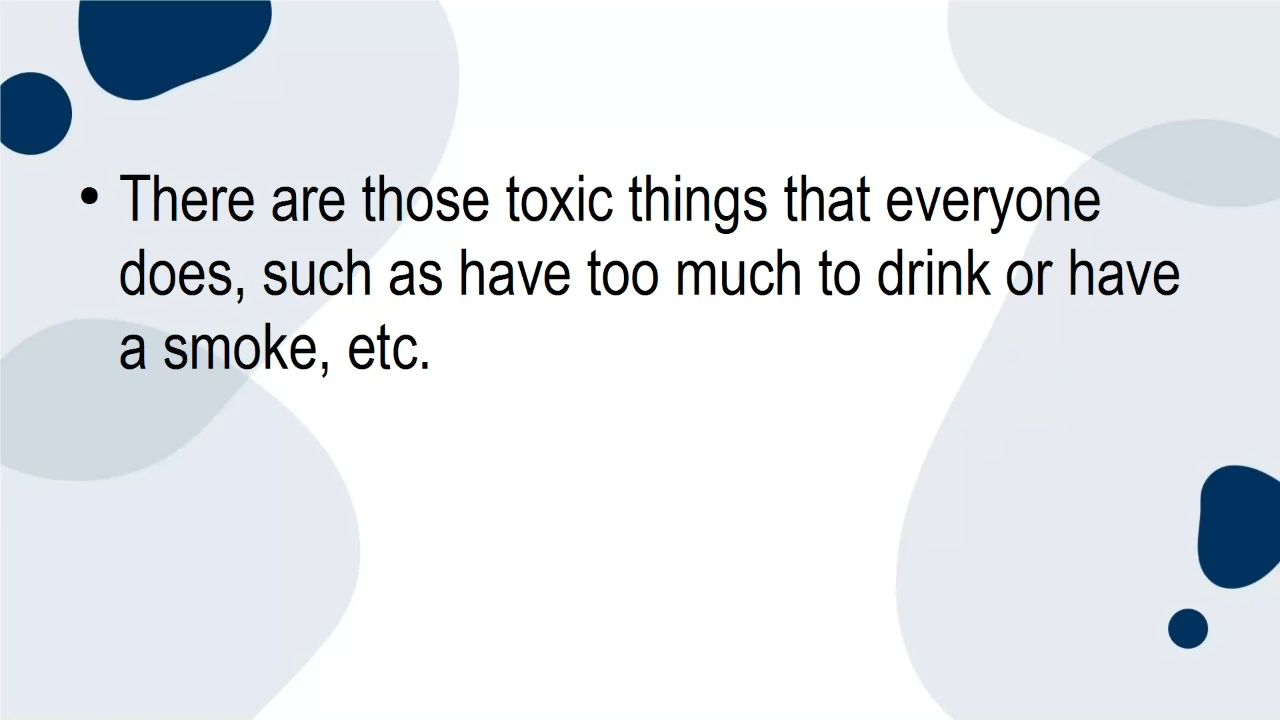 • There are those toxic things that everyone
does, such as have too much to drink or have
a smoke, etc.